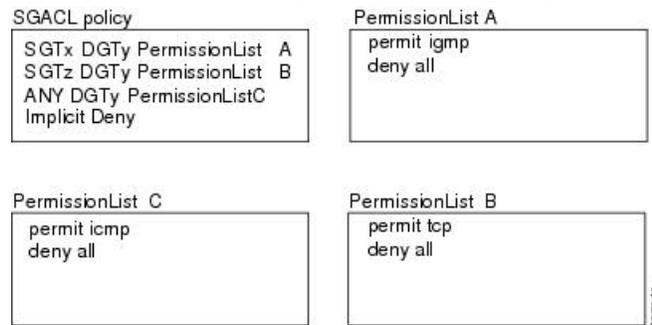 SGACL policy
SGTx DGTy PermissionList A
SGTz DGTy PermissionList B
ANY DGTy PermissionListC
Implicit Deny
PermissionList A
permit igmp
deny all
PermissionList C
permit icmp
deny all
PermissionList B
permit tcp
deny all